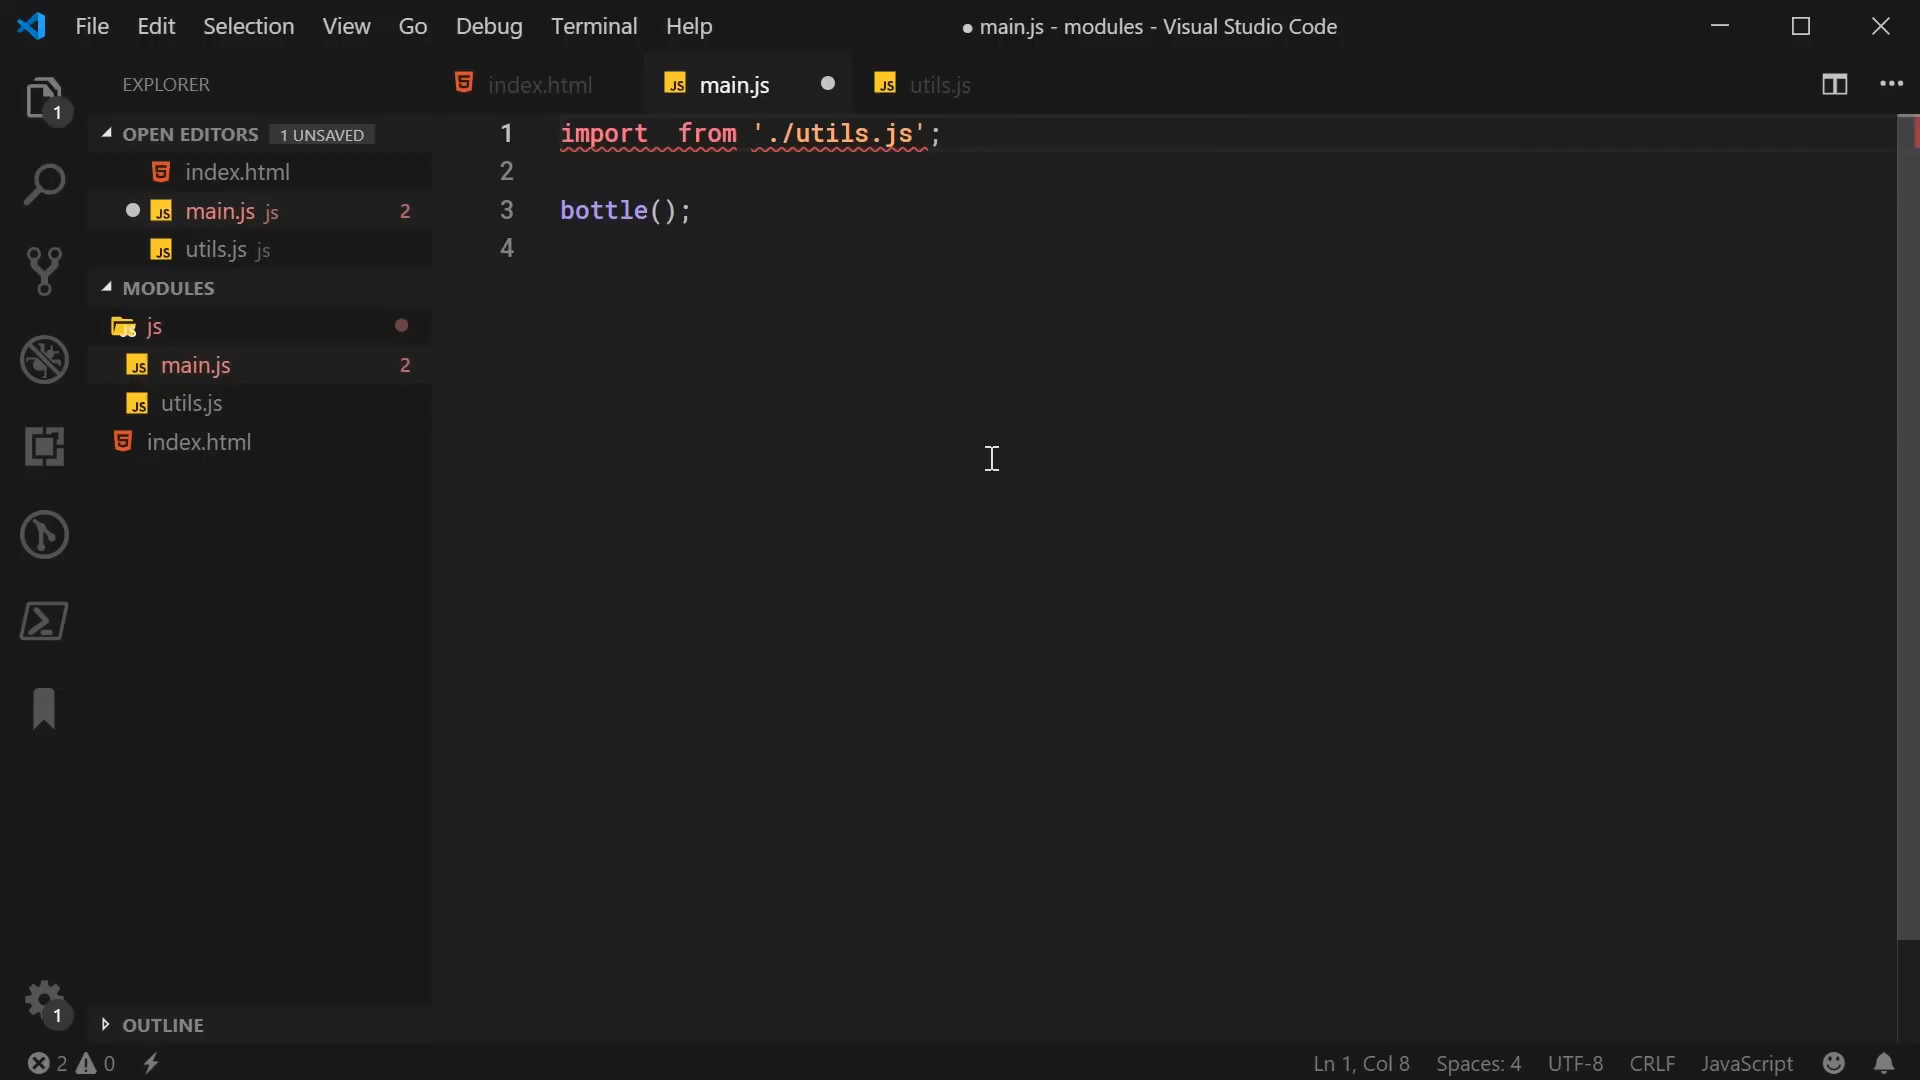 File Edit Selection View Go Debug Terminal Help
● main.js - modules - Visual Studio Code
EXPLORER
1
OPEN EDITORS 1 UNSAVED
index.html
main.js js 2
utils.js js
MODULES
js
main.js 2
utils.js
index.html
OUTLINE
1
index.html main.js utils.js
1 import  from './utils.js';
2
3 bottle();
4
2 0
Ln 1, Col 8 Spaces: 4 UTF-8 CRLF JavaScript